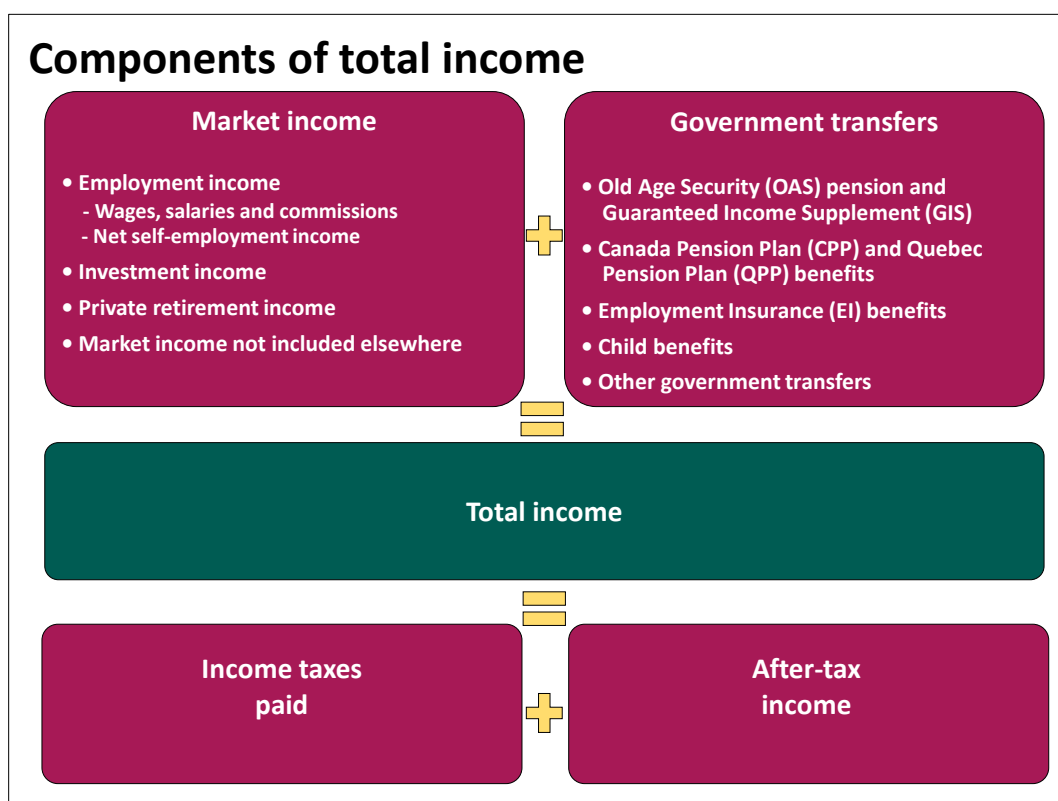 Components of total income
Market income
• Employment income
- Wages, salaries and commissions
- Net self-employment income
• Investment income
• Private retirement income
• Market income not included elsewhere
Government transfers
• Old Age Security (OAS) pension and
Guaranteed Income Supplement (GIS)
• Canada Pension Plan (CPP) and Quebec
Pension Plan (QPP) benefits
• Employment Insurance (EI) benefits
• Child benefits
• Other government transfers
Total income
Income taxes
paid
After-tax
income